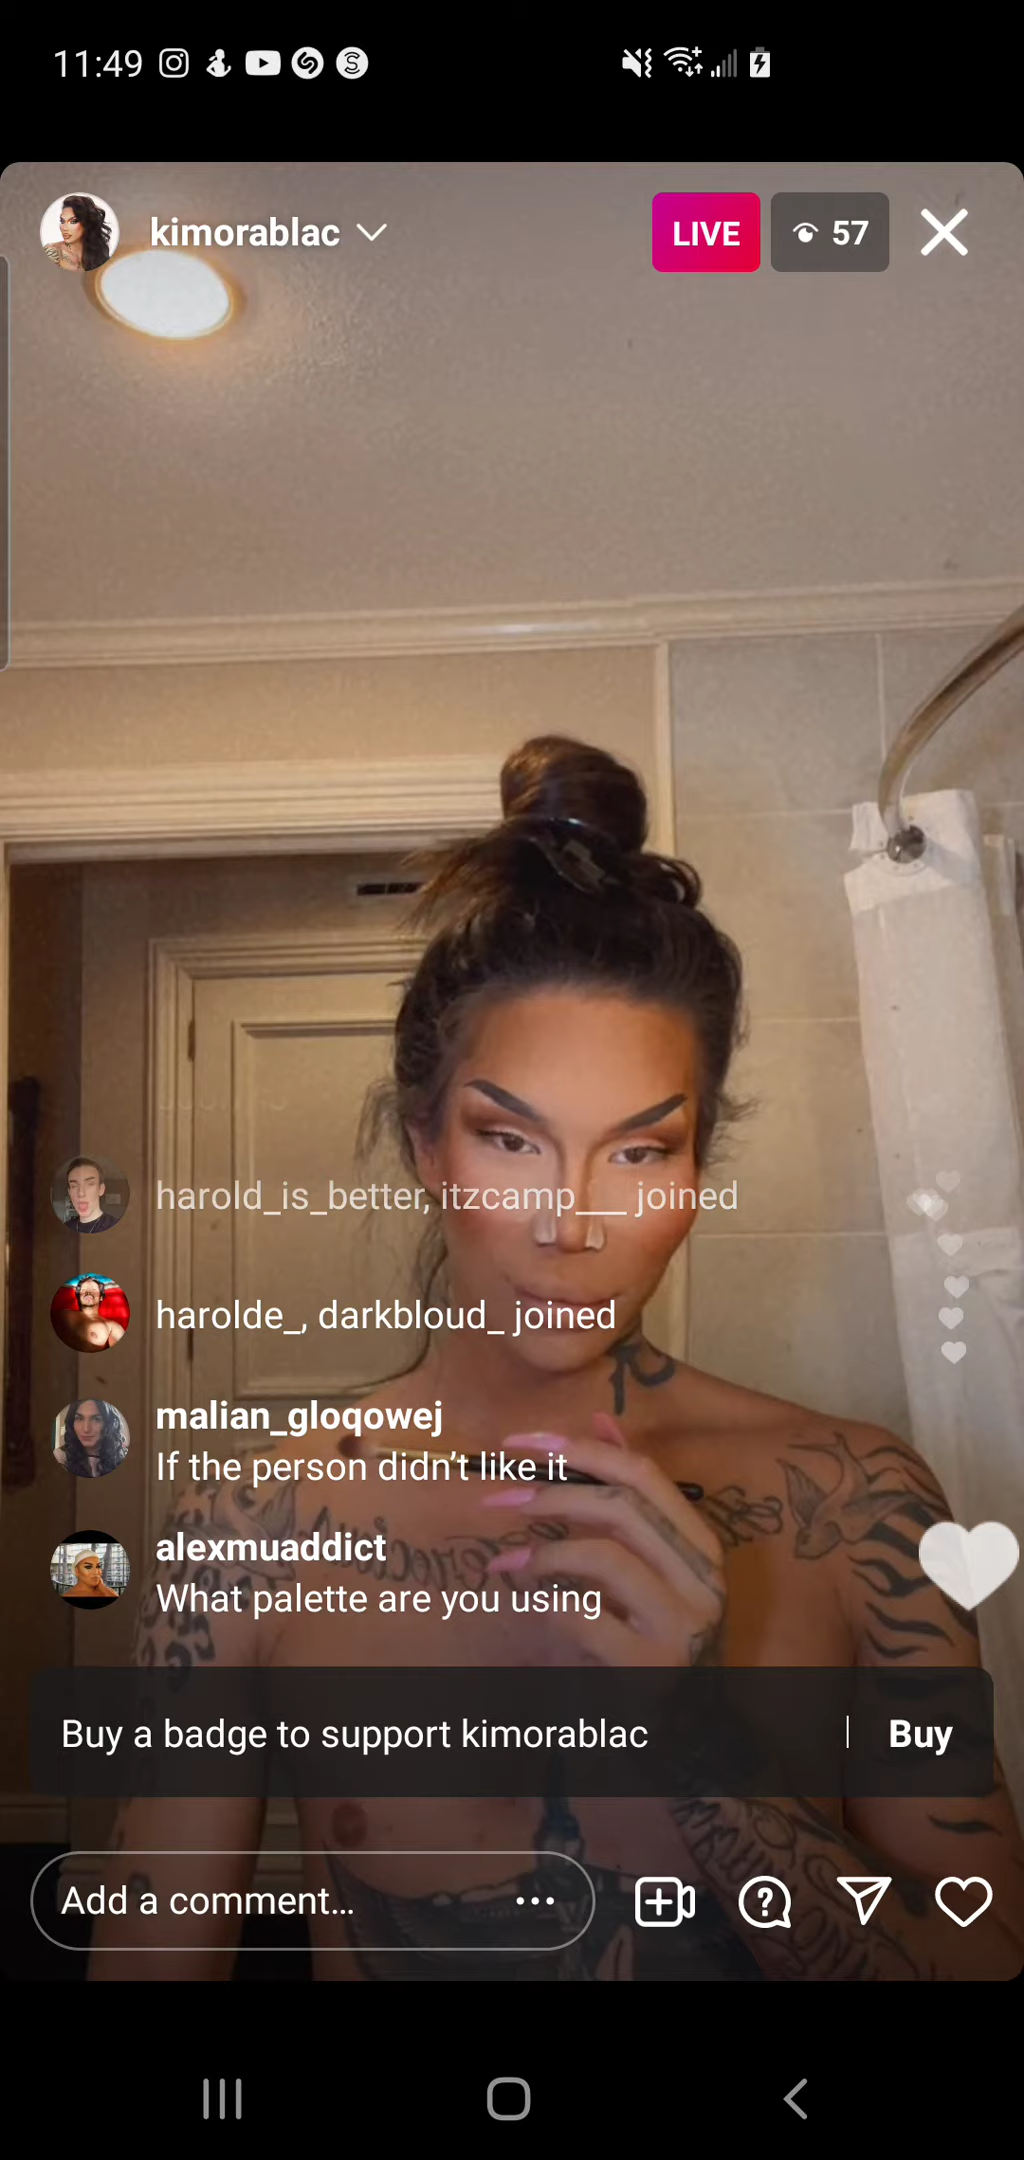 11:49
kimorablac
LIVE
57
harold_is_better, itzcamp___ joined
harolde_, darkbloud_ joined
malian_gloqowej
If the person didn't like it
alexmuaddict
What palette are you using
Buy a badge to support kimorablac | Buy
Add a comment...